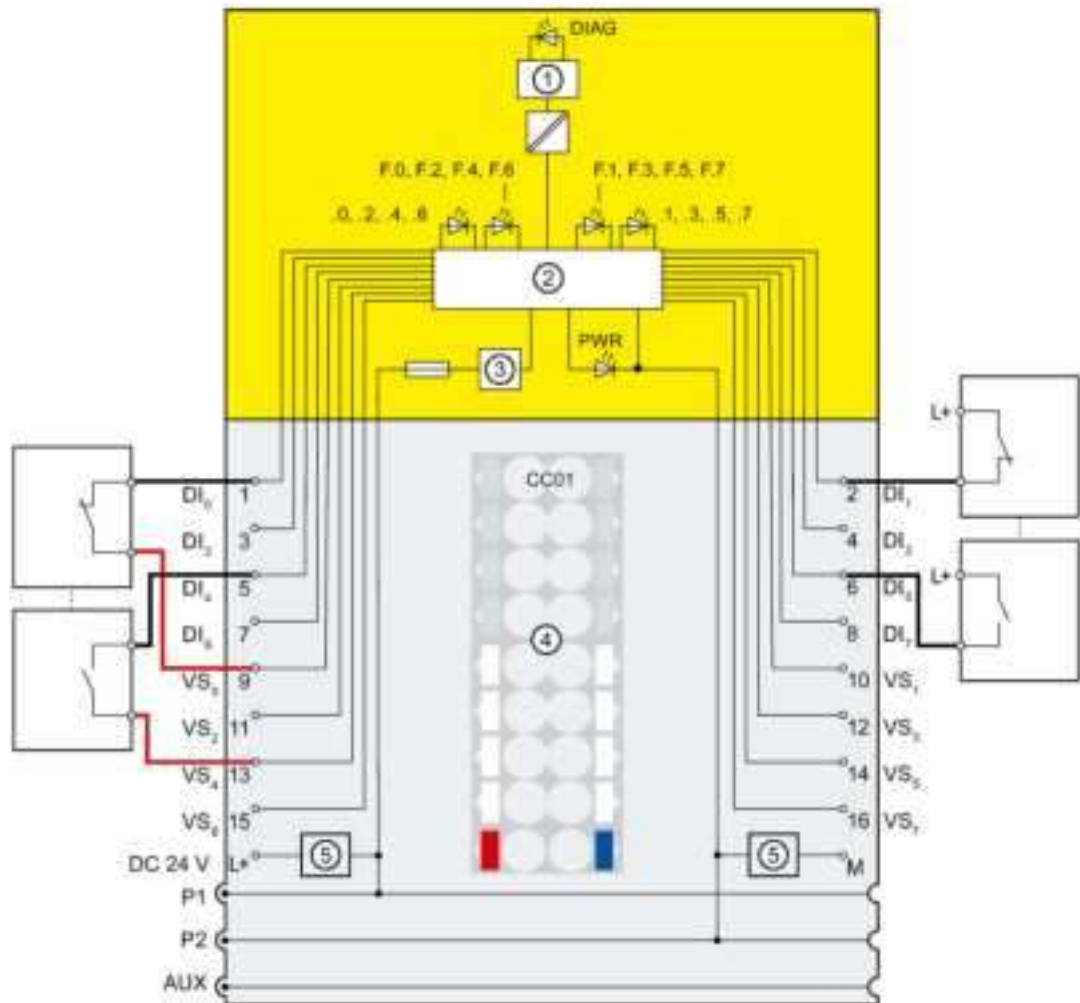 DIAG
①
F.0, F.2, F.4, F.6
F.1, F.3, F.5, F.7
.0, .2, .4, .6
.1, .3, .5, .7
②
PWR
③
L+
CC01
DI₀ 1
2 DI₁
DI₂ 3
4 DI₃
L+
DI₄ 5
6 DI₅
DI₆ 7
8 DI₇
④
VS₀ 9
10 VS₁
VS₂ 11
12 VS₃
VS₄ 13
14 VS₅
VS₆ 15
16 VS₇
DC 24 V L+
⑤
⑤
M
P1
P2
AUX